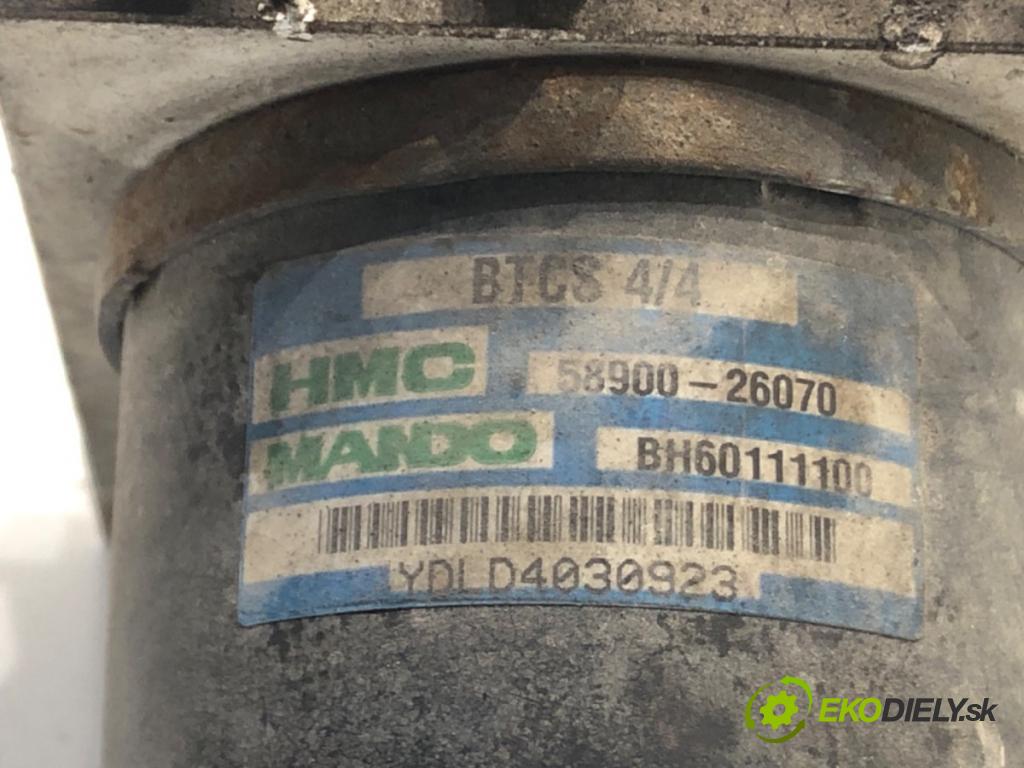 BTCS 4/4
HMC 58900-26070
MANDO BH60111100
YDLD4030923
EKODIELY.sk